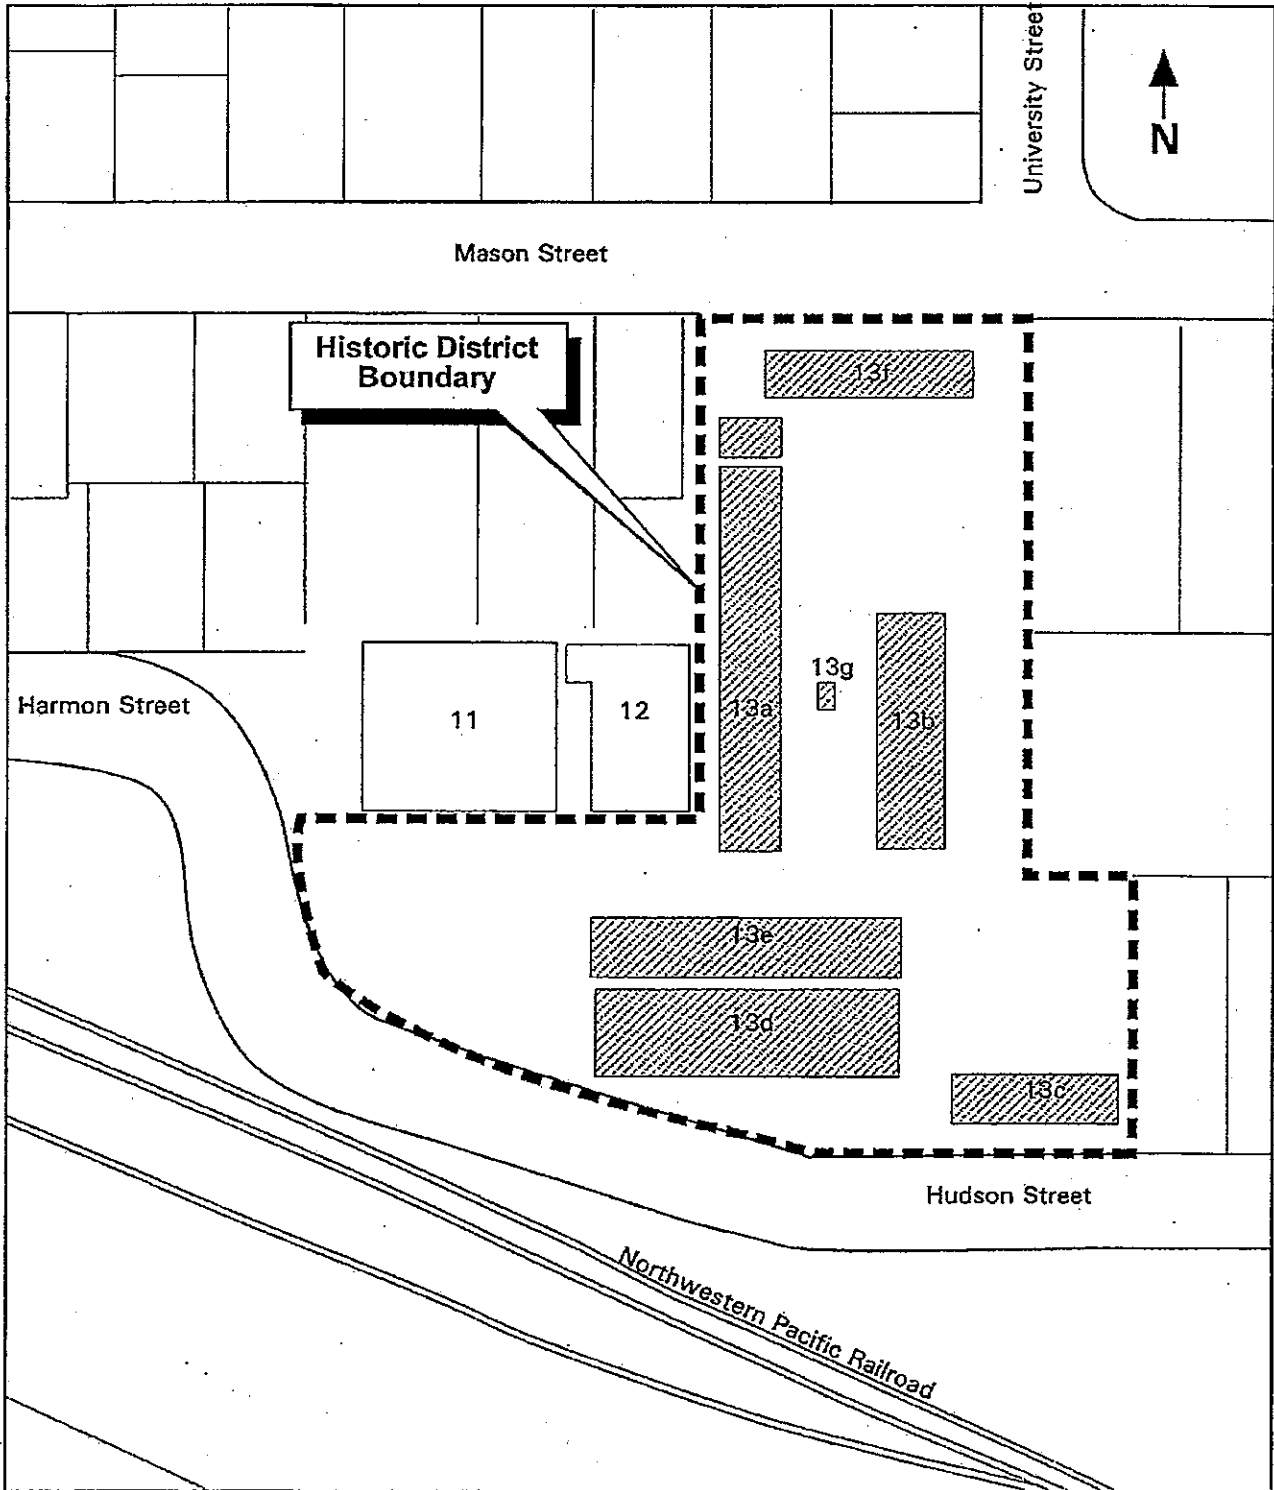 University Street
N
Mason Street
Historic District
Boundary
13f
13g
Harmon Street
11
12
13a
13b
13e
13d
13c
Hudson Street
Northwestern Pacific Railroad